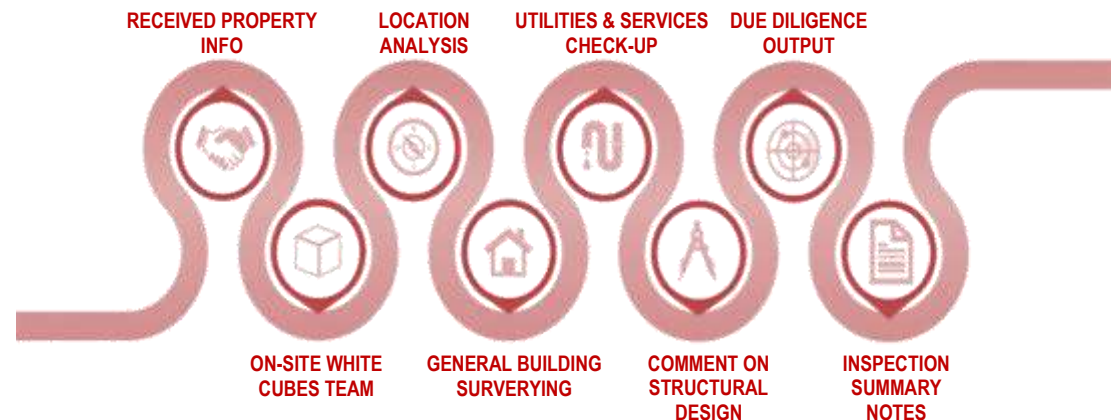 RECEIVED PROPERTY
INFO
LOCATION
ANALYSIS
UTILITIES & SERVICES
CHECK-UP
DUE DILIGENCE
OUTPUT
ON-SITE WHITE
CUBES TEAM
GENERAL BUILDING
SURVERYING
COMMENT ON
STRUCTURAL
DESIGN
INSPECTION
SUMMARY
NOTES